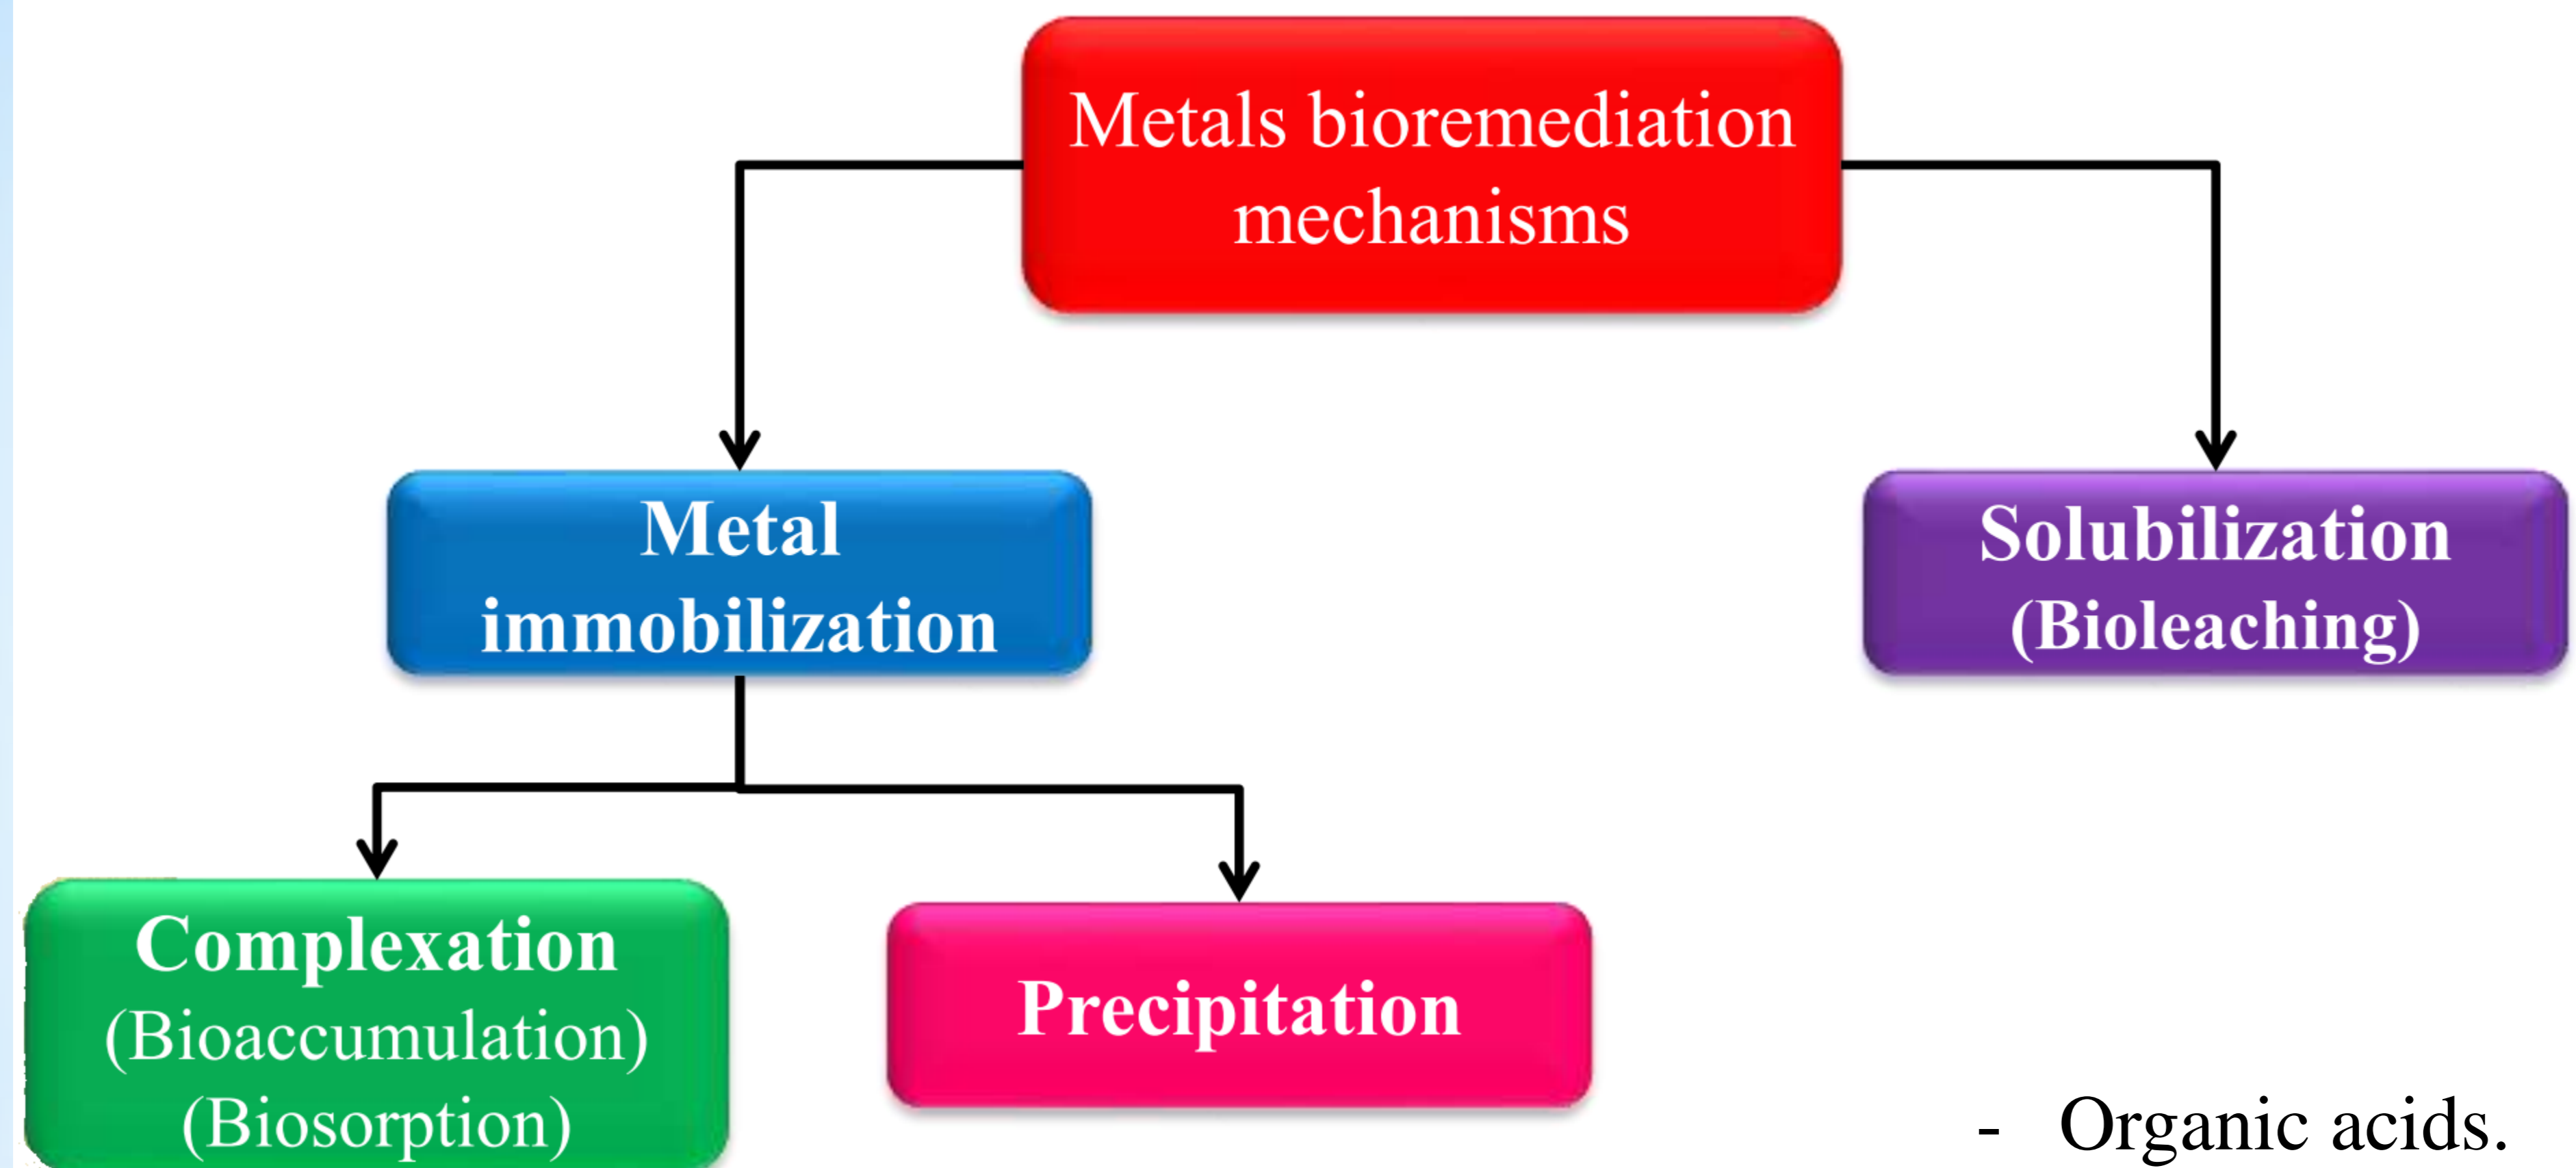 Metals bioremediation
mechanisms
Metal
immobilization
Solubilization
(Bioleaching)
Complexation
(Bioaccumulation)
(Biosorption)
Precipitation
- Organic acids.